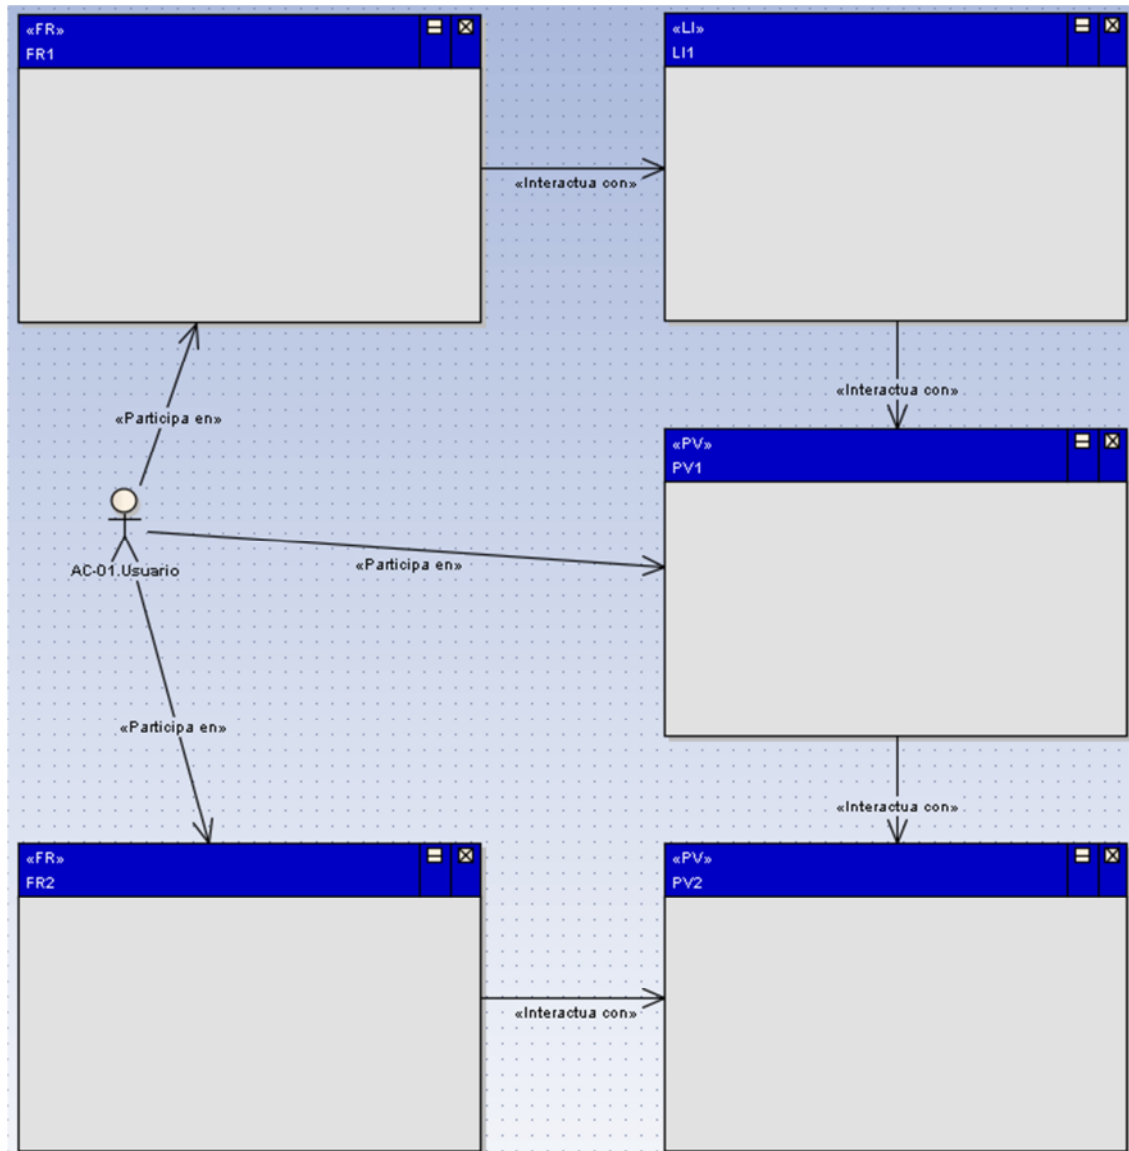 «FR»
FR1
«LI»
LI1
«Interactua con»
«Interactua con»
«Participa en»
«PV»
PV1
AC-01.Usuario
«Participa en»
«Participa en»
«Interactua con»
«FR»
FR2
«PV»
PV2
«Interactua con»